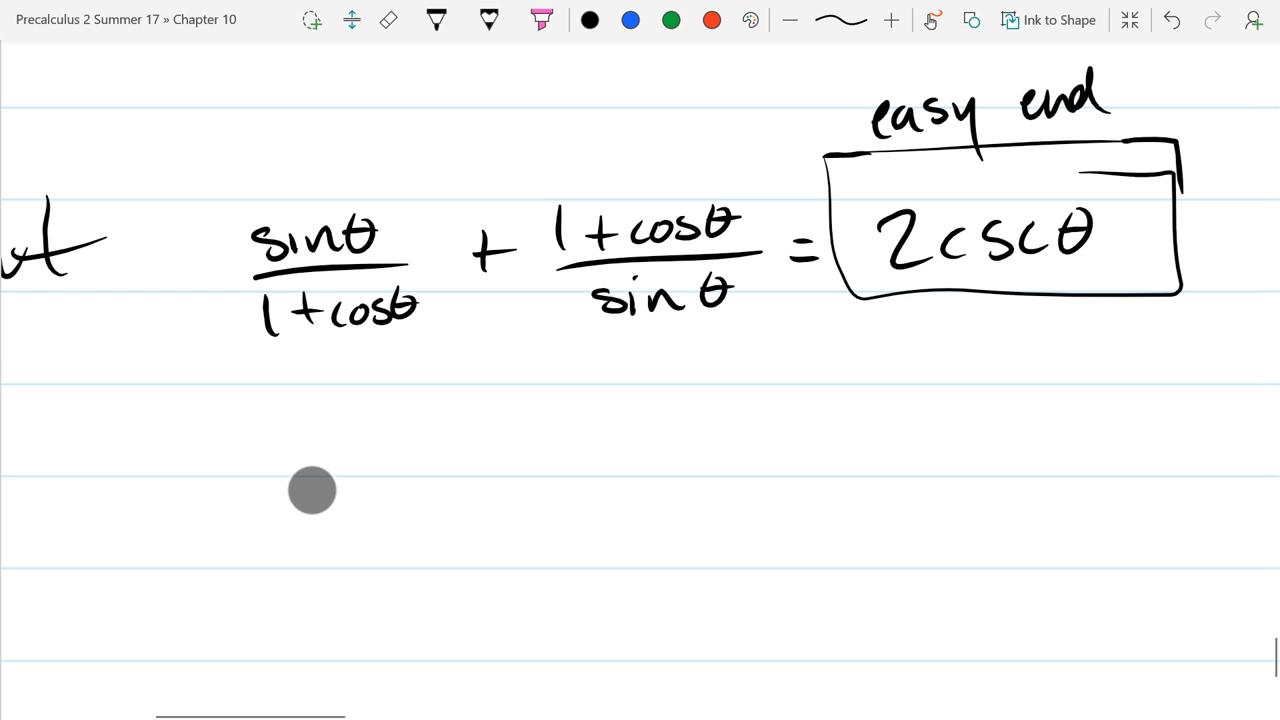 Precalculus 2 Summer 17 » Chapter 10
Ink to Shape
easy end
sinθ/(1+cosθ) + (1+cosθ)/sinθ = 2cscθ